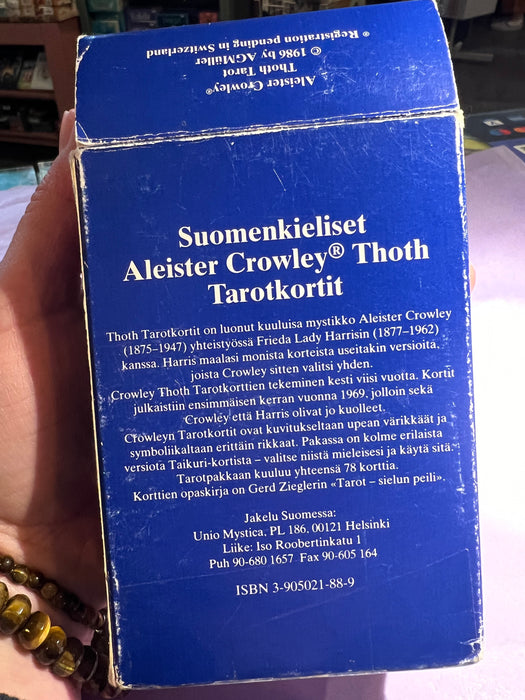 Aleister Crowley®
Thoth Tarot
© 1986 by AGMüller
® Registration pending in Switzerland
Suomenkieliset
Aleister Crowley® Thoth
Tarotkortit
Thoth Tarotkortit on luonut kuuluisa mystikko Aleister Crowley
(1875–1947) yhteistyössä Frieda Lady Harrisin (1877–1962)
kanssa. Harris maalasi monista korteista useitakin versioita,
joista Crowley sitten valitsi yhden.
Crowley Thoth Tarotkorttien tekeminen kesti viisi vuotta. Kortit
julkaistiin ensimmäisen kerran vuonna 1969, jolloin sekä
Crowley että Harris olivat jo kuolleet.
Crowleyn Tarotkortit ovat kuvitukseltaan upean värikkäät ja
symboliikaltaan erittäin rikkaat. Pakassa on kolme erilaista
versiota Taikuri-kortista – valitse niistä mieleisesi ja käytä sitä.
Tarotpakkaan kuuluu yhteensä 78 korttia.
Korttien opaskirja on Gerd Zieglerin «Tarot – sielun peili».
Jakelu Suomessa:
Unio Mystica, PL 186, 00121 Helsinki
Liike: Iso Roobertinkatu 1
Puh 90-680 1657 Fax 90-605 164
ISBN 3-905021-88-9